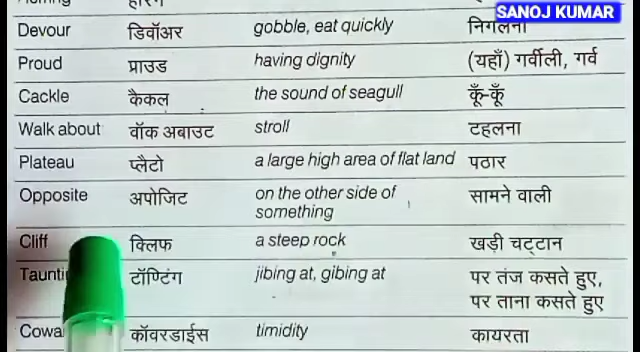 SANOJ KUMAR
Devour डिवॉअर gobble, eat quickly निगलना
Proud प्राउड having dignity (यहाँ) गर्वीली, गर्व
Cackle कैकल the sound of seagull कूँ-कूँ
Walk about वॉक अबाउट stroll टहलना
Plateau प्लैटो a large high area of flat land पठार
Opposite अपोजिट on the other side of सामने वाली
something
Cliff क्लिफ a steep rock खड़ी चट्टान
टॉण्टिंग jibing at, gibing at पर तंज कसते हुए,
पर ताना कसते हुए
कॉवरडाईस timidity कायरता